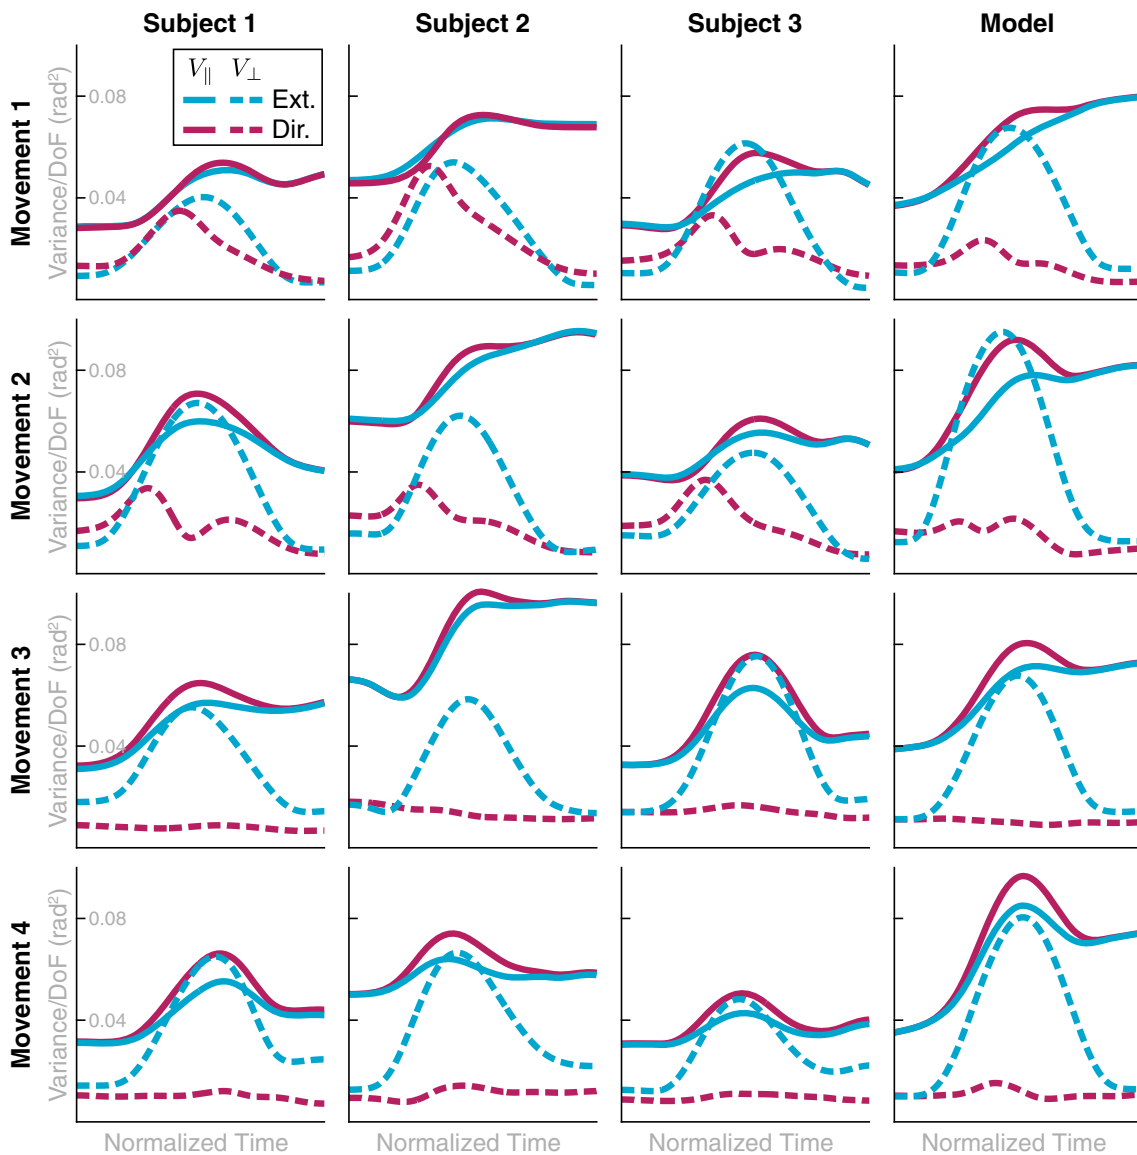 Subject 1 Subject 2 Subject 3 Model
V∥ V⊥
Ext.
Dir.
Movement 1
Variance/DoF (rad²)
0.08
0.04
Movement 2
Variance/DoF (rad²)
0.08
0.04
Movement 3
Variance/DoF (rad²)
0.08
0.04
Movement 4
Variance/DoF (rad²)
0.08
0.04
Normalized Time Normalized Time Normalized Time Normalized Time